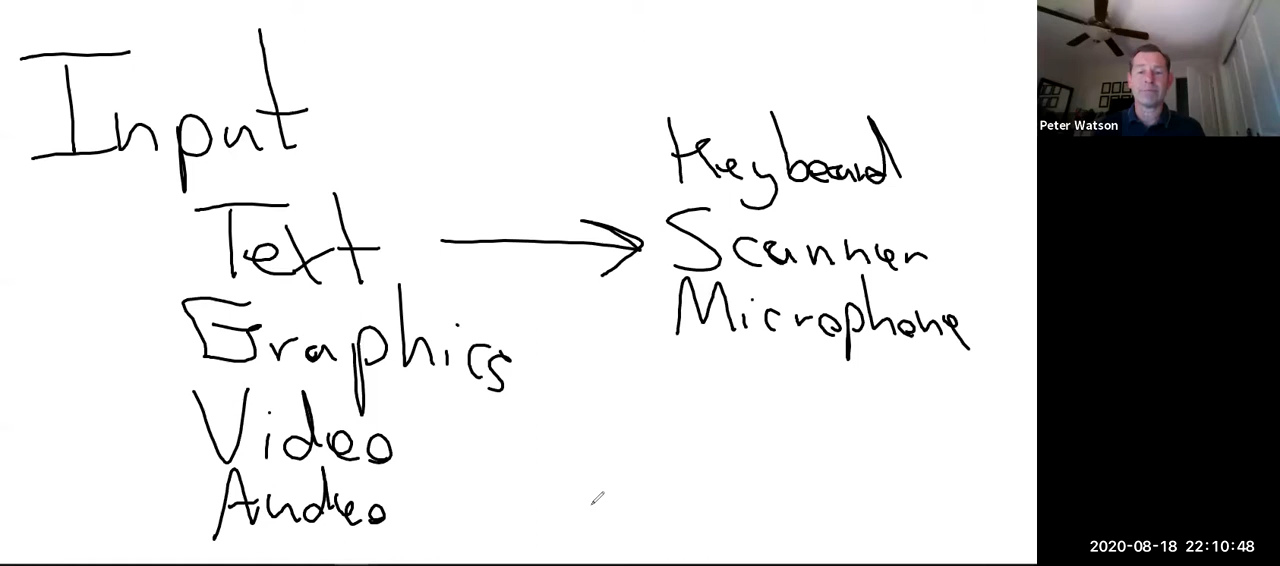 Input
Text
Graphics
Video
Audio
Keyboard
Scanner
Microphone
Peter Watson
2020-08-18 22:10:48